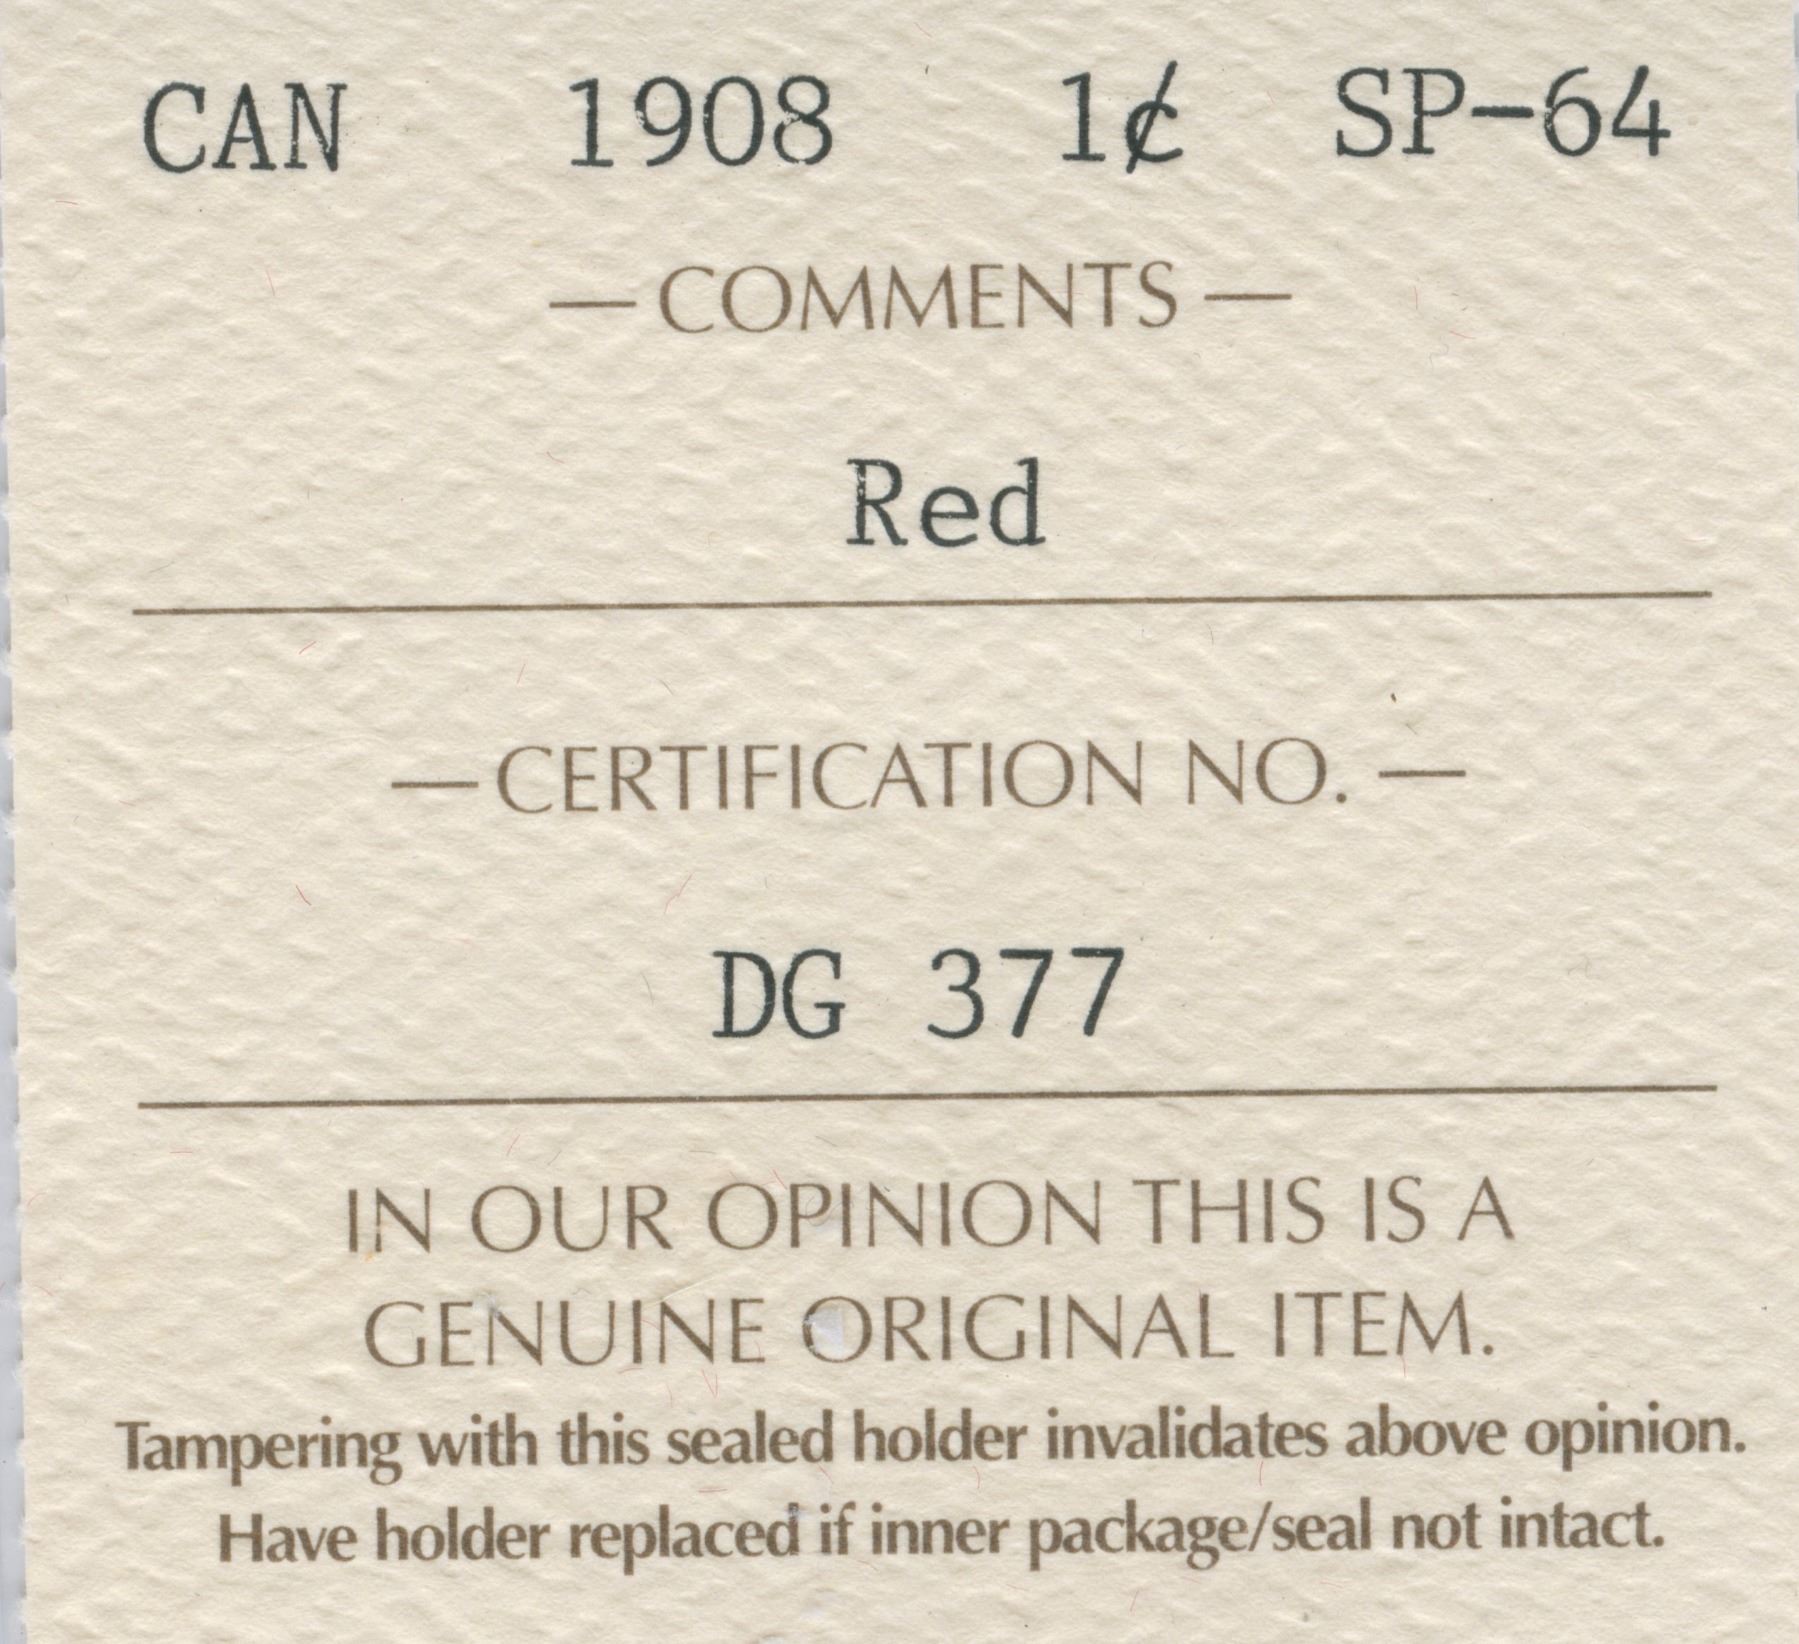 CAN 1908 1¢ SP-64
— COMMENTS —
Red
— CERTIFICATION NO. —
DG 377
IN OUR OPINION THIS IS A
GENUINE ORIGINAL ITEM.
Tampering with this sealed holder invalidates above opinion.
Have holder replaced if inner package/seal not intact.